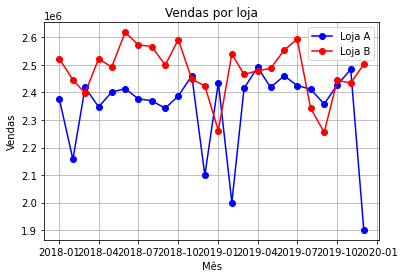 Vendas por loja
1e6
Loja A
Loja B
2.6
2.5
2.4
2.3
2.2
2.1
2.0
1.9
Vendas
2018-01 2018-04 2018-07 2018-10 2019-01 2019-04 2019-07 2019-10 2020-01
Mês